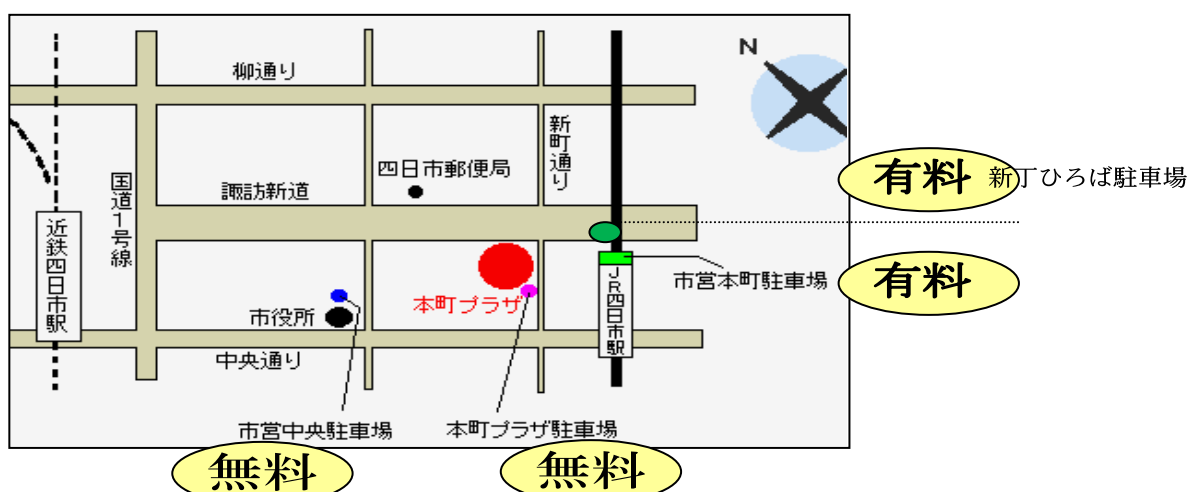 N
柳通り
新町通り
四日市郵便局
有料
新丁ひろば駐車場
国道1号線
諏訪新道
近鉄四日市駅
市営本町駐車場
有料
JR四日市駅
本町プラザ
市役所
中央通り
市営中央駐車場
本町プラザ駐車場
無料
無料